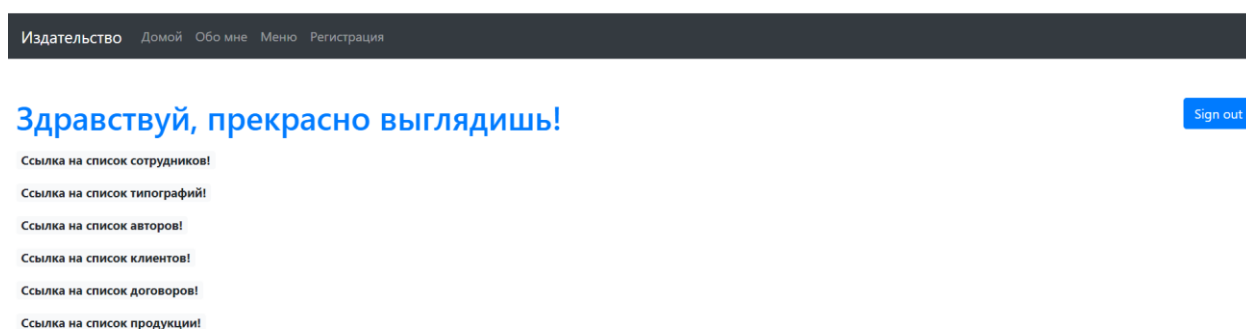 Издательство Домой Обо мне Меню Регистрация
Здравствуй, прекрасно выглядишь!
Sign out
Ссылка на список сотрудников!
Ссылка на список типографий!
Ссылка на список авторов!
Ссылка на список клиентов!
Ссылка на список договоров!
Ссылка на список продукции!